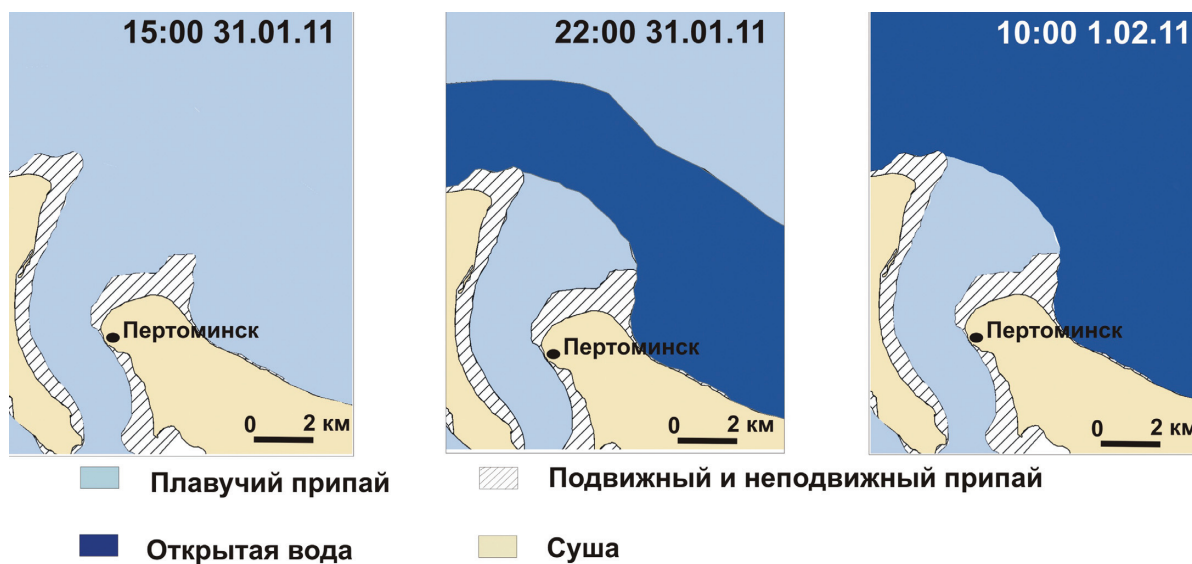 15:00 31.01.11
22:00 31.01.11
10:00 1.02.11
Пертоминск
Пертоминск
Пертоминск
0 2 км
0 2 км
0 2 км
Плавучий припай
Подвижный и неподвижный припай
Открытая вода
Суша